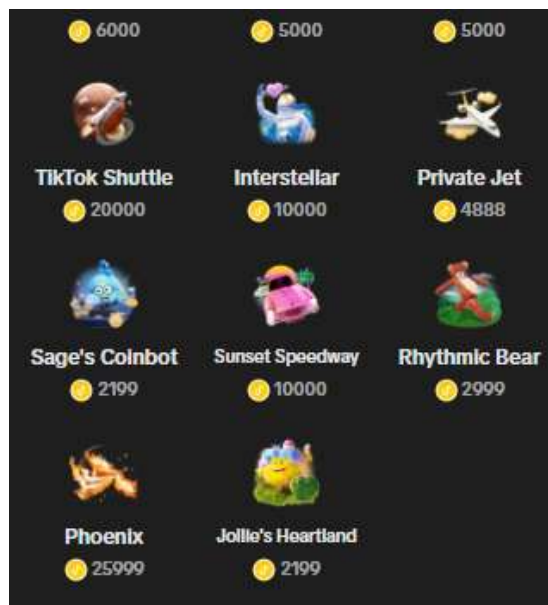 6000 5000 5000
TikTok Shuttle Interstellar Private Jet
20000 10000 4888
Sage's Coinbot Sunset Speedway Rhythmic Bear
2199 10000 2999
Phoenix Jollie's Heartland
25999 2199